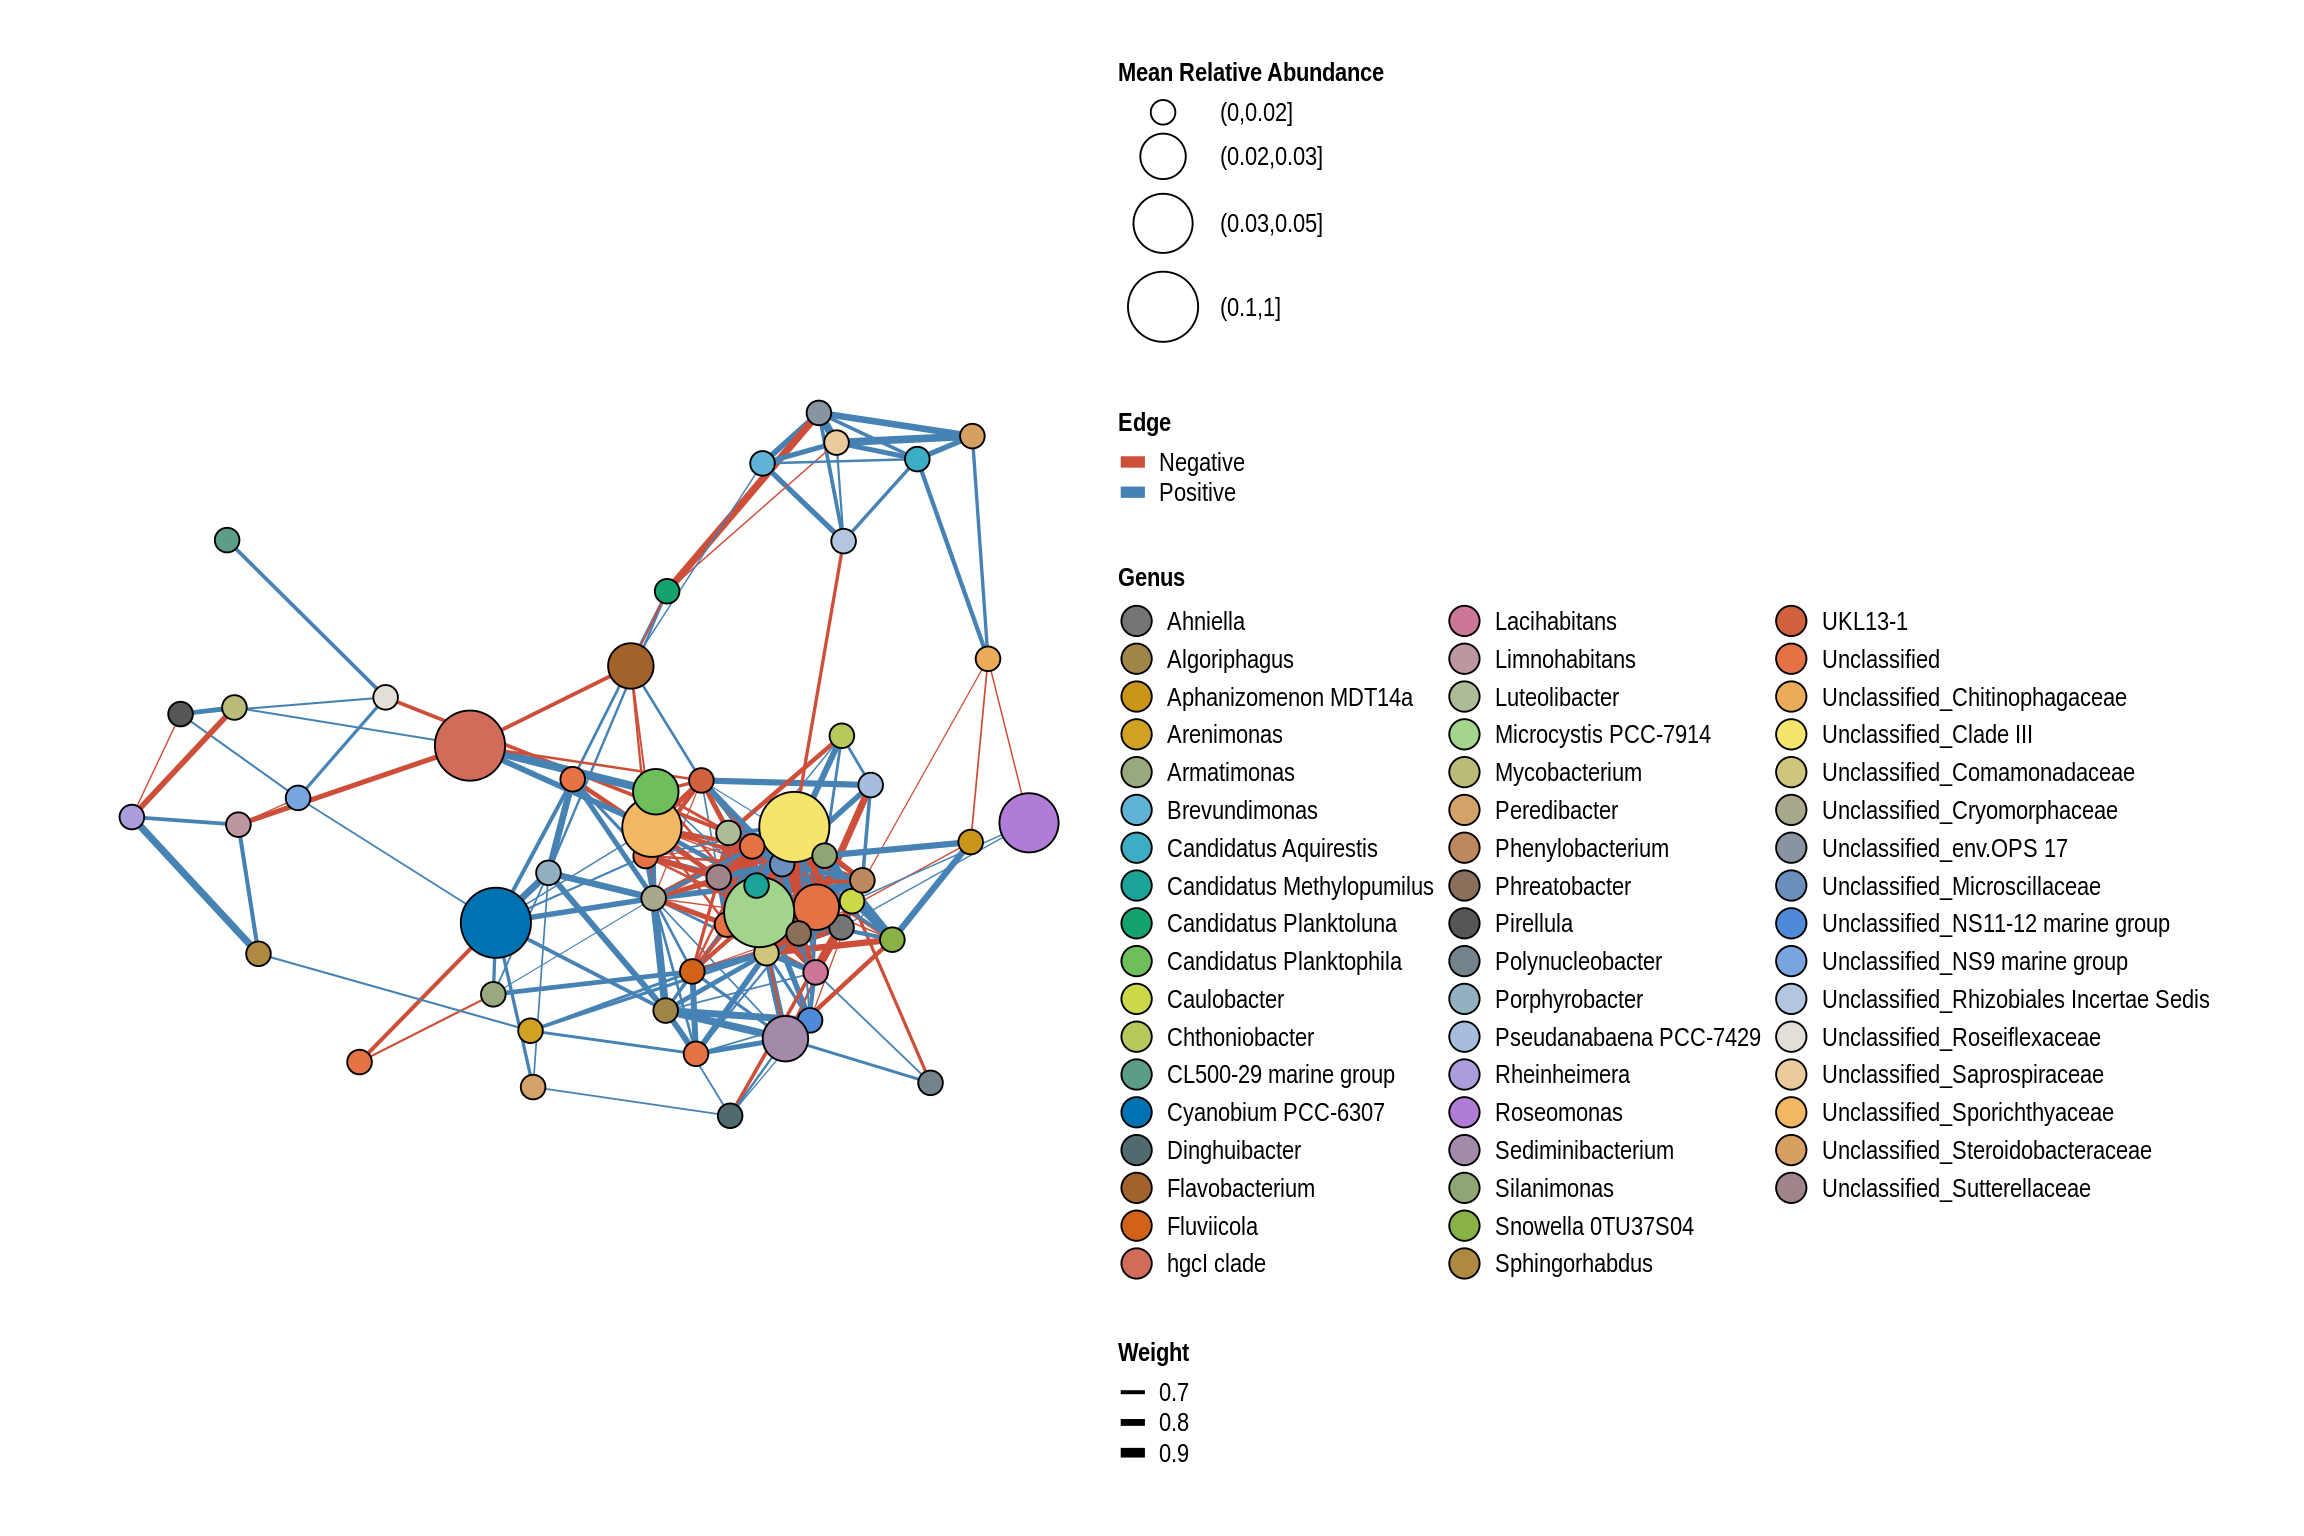 Mean Relative Abundance
(0,0.02]
(0.02,0.03]
(0.03,0.05]
(0.1,1]
Edge
Negative
Positive
Genus
Ahniella
Algoriphagus
Aphanizomenon MDT14a
Arenimonas
Armatimonas
Brevundimonas
Candidatus Aquirestis
Candidatus Methylopumilus
Candidatus Planktoluna
Candidatus Planktophila
Caulobacter
Chthoniobacter
CL500-29 marine group
Cyanobium PCC-6307
Dinghuibacter
Flavobacterium
Fluviicola
hgcI clade
Lacihabitans
Limnohabitans
Luteolibacter
Microcystis PCC-7914
Mycobacterium
Peredibacter
Phenylobacterium
Phreatobacter
Pirellula
Polynucleobacter
Porphyrobacter
Pseudanabaena PCC-7429
Rheinheimera
Roseomonas
Sediminibacterium
Silanimonas
Snowella 0TU37S04
Sphingorhabdus
UKL13-1
Unclassified
Unclassified_Chitinophagaceae
Unclassified_Clade III
Unclassified_Comamonadaceae
Unclassified_Cryomorphaceae
Unclassified_env.OPS 17
Unclassified_Microscillaceae
Unclassified_NS11-12 marine group
Unclassified_NS9 marine group
Unclassified_Rhizobiales Incertae Sedis
Unclassified_Roseiflexaceae
Unclassified_Saprospiraceae
Unclassified_Sporichthyaceae
Unclassified_Steroidobacteraceae
Unclassified_Sutterellaceae
Weight
0.7
0.8
0.9